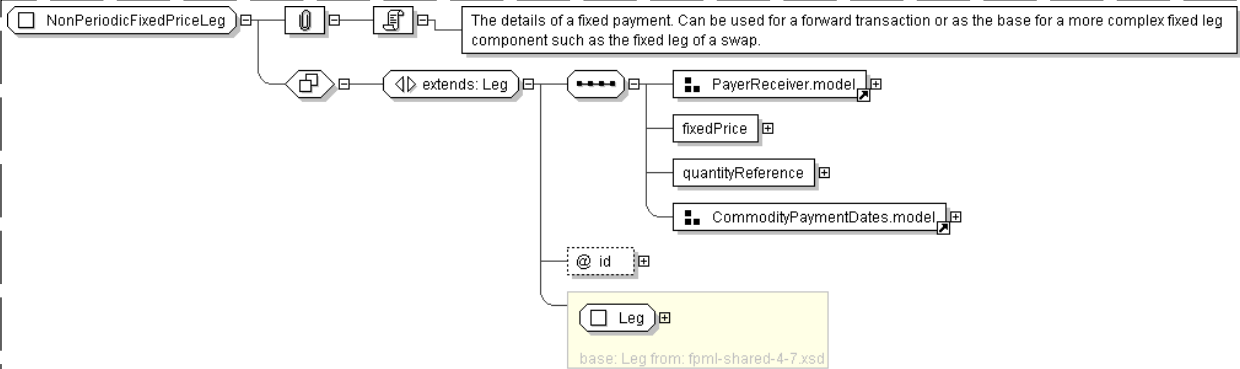 NonPeriodicFixedPriceLeg
The details of a fixed payment. Can be used for a forward transaction or as the base for a more complex fixed leg
component such as the fixed leg of a swap.
extends: Leg
PayerReceiver.model
fixedPrice
quantityReference
CommodityPaymentDates.model
@ id
Leg
base: Leg from: fpml-shared-4-7.xsd